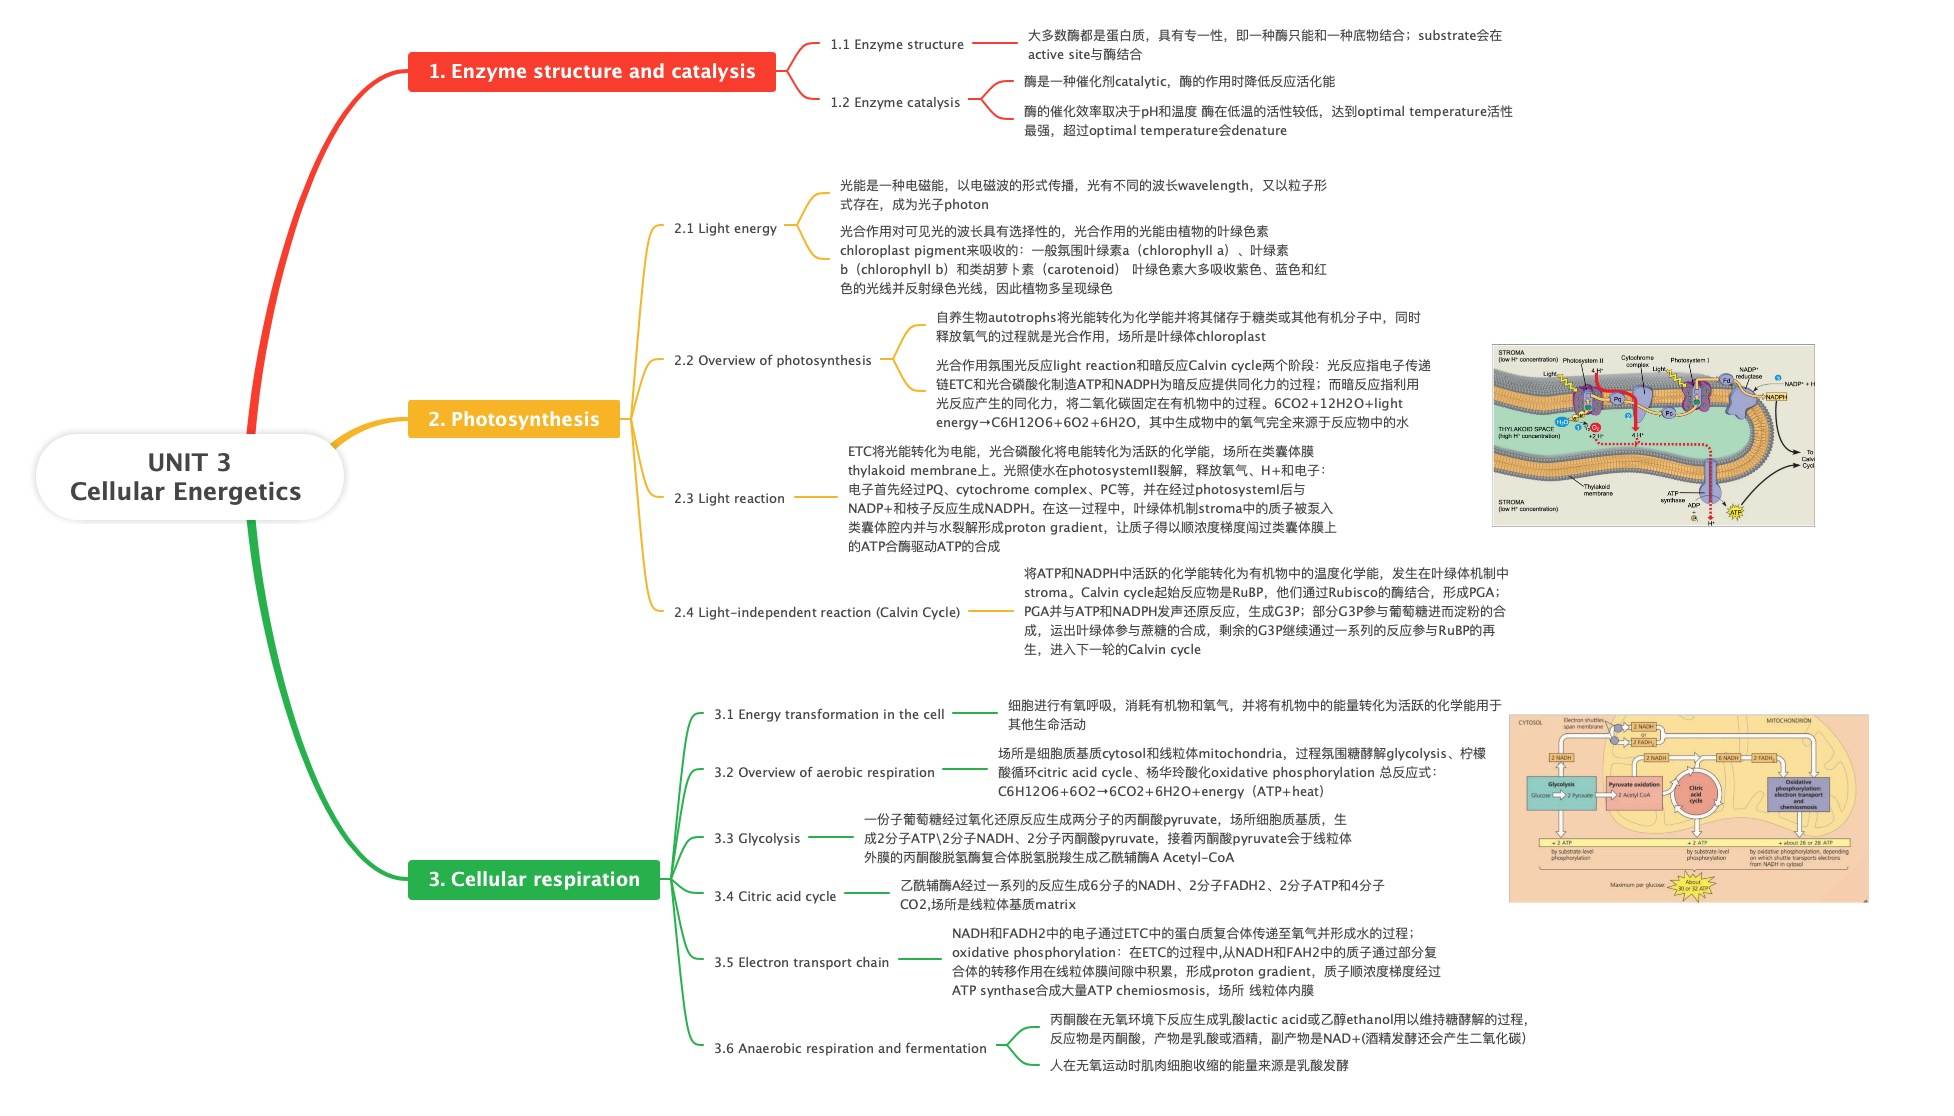 UNIT 3
Cellular Energetics
1. Enzyme structure and catalysis
1.1 Enzyme structure
大多数酶都是蛋白质，具有专一性，即一种酶只能和一种底物结合；substrate会在
active site与酶结合
1.2 Enzyme catalysis
酶是一种催化剂catalytic，酶的作用时降低反应活化能
酶的催化效率取决于pH和温度 酶在低温的活性较低，达到optimal temperature活性
最强，超过optimal temperature会denature
2. Photosynthesis
2.1 Light energy
光能是一种电磁能，以电磁波的形式传播，光有不同的波长wavelength，又以粒子形
式存在，成为光子photon
光合作用对可见光的波长具有选择性的，光合作用的光能由植物的叶绿色素
chloroplast pigment来吸收的：一般氛围叶绿素a（chlorophyll a）、叶绿素
b（chlorophyll b）和类胡萝卜素（carotenoid） 叶绿色素大多吸收紫色、蓝色和红
色的光线并反射绿色光线，因此植物多呈现绿色
2.2 Overview of photosynthesis
自养生物autotrophs将光能转化为化学能并将其储存于糖类或其他有机分子中，同时
释放氧气的过程就是光合作用，场所是叶绿体chloroplast
光合作用氛围光反应light reaction和暗反应Calvin cycle两个阶段：光反应指电子传递
链ETC和光合磷酸化制造ATP和NADPH为暗反应提供同化力的过程；而暗反应指利用
光反应产生的同化力，将二氧化碳固定在有机物中的过程。6CO2+12H2O+light
energy→C6H12O6+6O2+6H2O，其中生成物中的氧气完全来源于反应物中的水
2.3 Light reaction
ETC将光能转化为电能，光合磷酸化将电能转化为活跃的化学能，场所在类囊体膜
thylakoid membrane上。光照使水在photosystemII裂解，释放氧气、H+和电子：
电子首先经过PQ、cytochrome complex、PC等，并在经过photosystemI后与
NADP+和枝子反应生成NADPH。在这一过程中，叶绿体机制stroma中的质子被泵入
类囊体腔内并与水裂解形成proton gradient，让质子得以顺浓度梯度闯过类囊体膜上
的ATP合酶驱动ATP的合成
2.4 Light-independent reaction (Calvin Cycle)
将ATP和NADPH中活跃的化学能转化为有机物中的温度化学能，发生在叶绿体机制中
stroma。Calvin cycle起始反应物是RuBP，他们通过Rubisco的酶结合，形成PGA；
PGA并与ATP和NADPH发声还原反应，生成G3P；部分G3P参与葡萄糖进而淀粉的合
成，运出叶绿体参与蔗糖的合成，剩余的G3P继续通过一系列的反应参与RuBP的再
生，进入下一轮的Calvin cycle
STROMA
(low H⁺ concentration)
Photosystem II
Cytochrome
complex
Photosystem I
NADP⁺
reductase
Light
4 H⁺
Light
Fd
NADP⁺ + H
NADPH
Pq
Pc
H₂O
O₂
+2 H⁺
4 H⁺
THYLAKOID SPACE
(high H⁺ concentration)
To
Calv
Cycl
Thylakoid
membrane
STROMA
(low H⁺ concentration)
ATP
synthase
ADP
+
P
ATP
H⁺
3. Cellular respiration
3.1 Energy transformation in the cell
细胞进行有氧呼吸，消耗有机物和氧气，并将有机物中的能量转化为活跃的化学能用于
其他生命活动
3.2 Overview of aerobic respiration
场所是细胞质基质cytosol和线粒体mitochondria，过程氛围糖酵解glycolysis、柠檬
酸循环citric acid cycle、杨华玲酸化oxidative phosphorylation 总反应式：
C6H12O6+6O2→6CO2+6H2O+energy（ATP+heat）
3.3 Glycolysis
一份子葡萄糖经过氧化还原反应生成两分子的丙酮酸pyruvate，场所细胞质基质，生
成2分子ATP\2分子NADH、2分子丙酮酸pyruvate，接着丙酮酸pyruvate会于线粒体
外膜的丙酮酸脱氢酶复合体脱氢脱羧生成乙酰辅酶A Acetyl-CoA
3.4 Citric acid cycle
乙酰辅酶A经过一系列的反应生成6分子的NADH、2分子FADH2、2分子ATP和4分子
CO2,场所是线粒体基质matrix
3.5 Electron transport chain
NADH和FADH2中的电子通过ETC中的蛋白质复合体传递至氧气并形成水的过程；
oxidative phosphorylation：在ETC的过程中,从NADH和FAH2中的质子通过部分复
合体的转移作用在线粒体膜间隙中积累，形成proton gradient，质子顺浓度梯度经过
ATP synthase合成大量ATP chemiosmosis，场所 线粒体内膜
3.6 Anaerobic respiration and fermentation
丙酮酸在无氧环境下反应生成乳酸lactic acid或乙醇ethanol用以维持糖酵解的过程，
反应物是丙酮酸，产物是乳酸或酒精，副产物是NAD+(酒精发酵还会产生二氧化碳）
人在无氧运动时肌肉细胞收缩的能量来源是乳酸发酵
CYTOSOL
Electron shuttles
span membrane
MITOCHONDRION
2 NADH
or
2 FADH₂
2 NADH
2 NADH
6 NADH
2 FADH₂
Glycolysis
Glucose
2 Pyruvate
Pyruvate oxidation
2 Acetyl CoA
Citric
acid
cycle
Oxidative
phosphorylation:
electron transport
and
chemiosmosis
+ 2 ATP
+ 2 ATP
+ about 26 or 28 ATP
by substrate-level
phosphorylation
by substrate-level
phosphorylation
by oxidative phosphorylation, depending
on which shuttle transports electrons
from NADH in cytosol
Maximum per glucose:
About
30 or 32 ATP